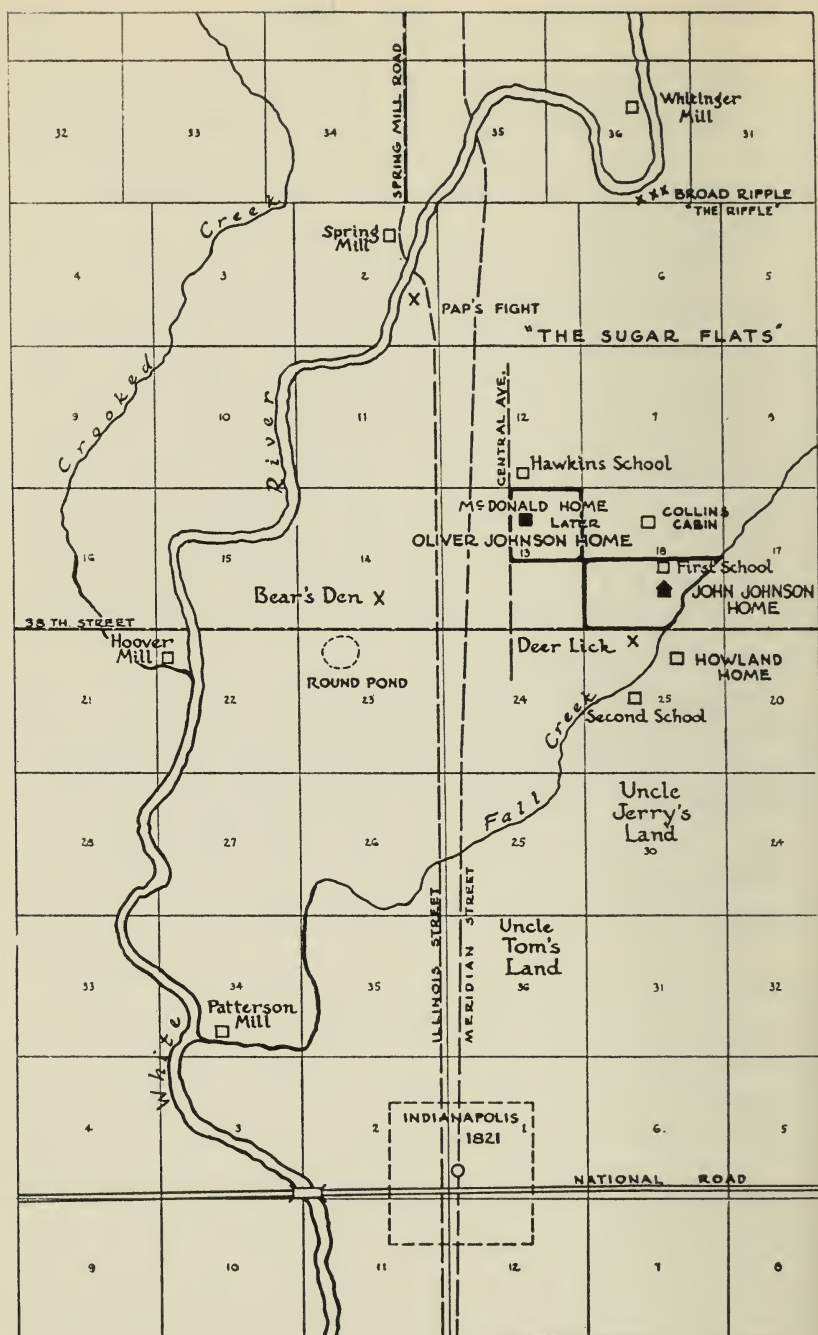 SPRING MILL ROAD
Whitinger
Mill
32
33
34
35
36
31
BROAD RIPPLE
"THE RIPPLE"
Creek
Spring
Mill
4
3
2
6
5
PAP'S FIGHT
"THE SUGAR FLATS"
Crooked
River
CENTRAL AVE.
9
10
11
12
7
8
Hawkins School
McDONALD HOME
LATER
OLIVER JOHNSON HOME
COLLINS
CABIN
16
15
14
13
18
17
First School
Bear's Den X
JOHN JOHNSON
HOME
38TH. STREET
Hoover
Mill
Deer Lick X
ROUND POND
HOWLAND
HOME
21
22
23
24
25
20
Second School
Creek
Fall
Uncle
Jerry's
Land
28
27
26
25
30
24
ILLINOIS STREET
MERIDIAN STREET
Uncle
Tom's
Land
33
34
35
36
31
32
Patterson
Mill
White
INDIANAPOLIS
1821
4
3
2
1
6.
5
NATIONAL ROAD
9
10
11
12
7
8